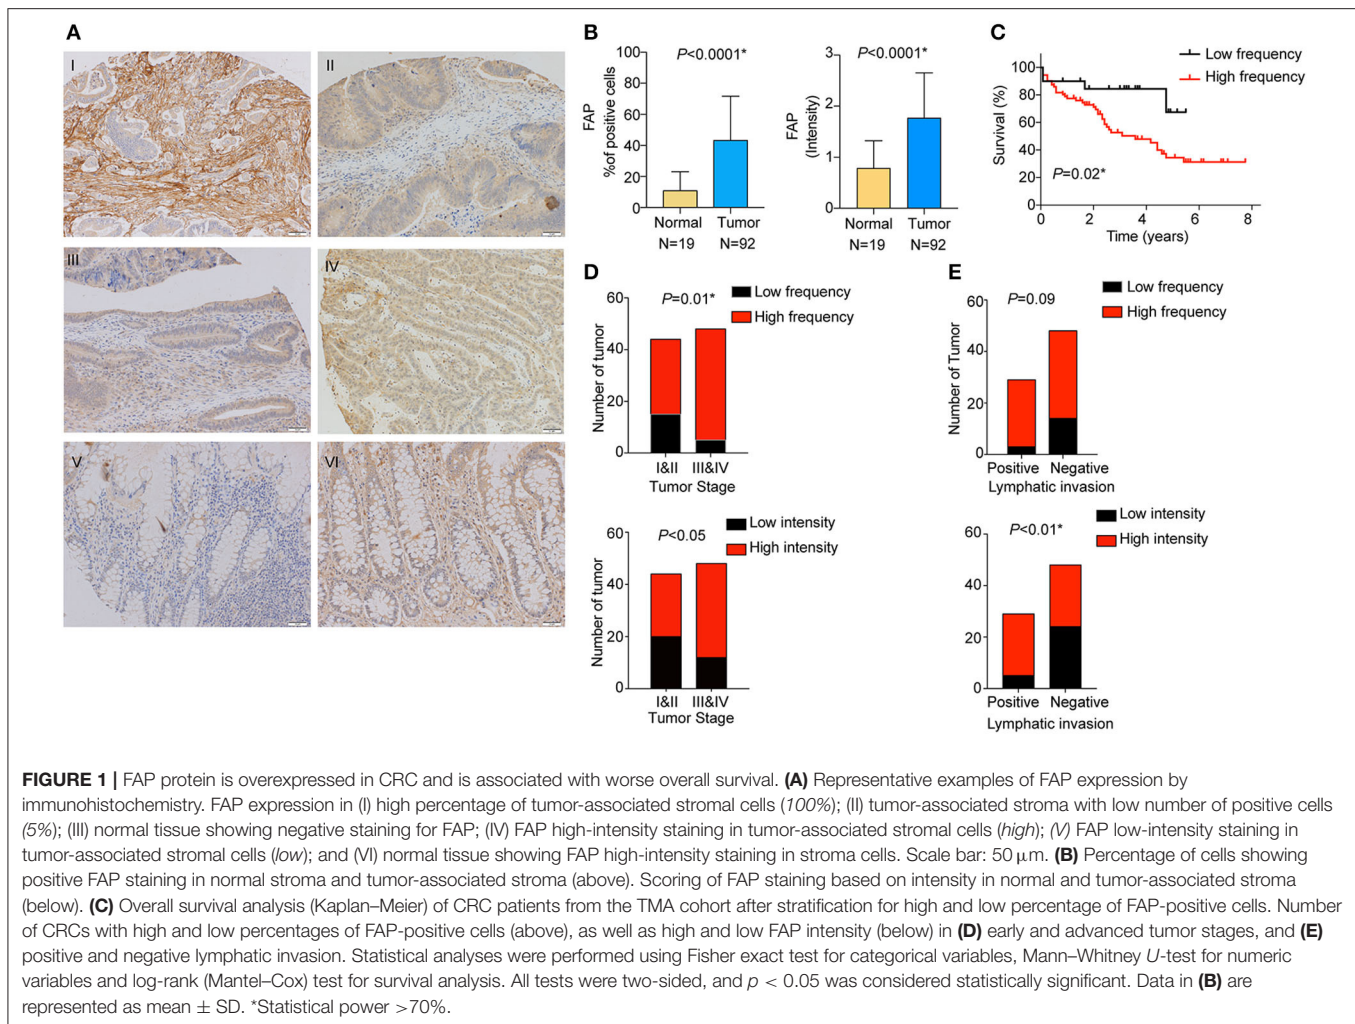 A
I
II
III
IV
V
VI
B
P<0.0001*
FAP
%of positive cells
100
80
60
40
20
0
Normal
Tumor
N=19
N=92
P<0.0001*
FAP
(Intensity)
3
2
1
0
Normal
Tumor
N=19
N=92
C
Low frequency
High frequency
Survival (%)
100
80
60
40
20
0
P=0.02*
0
2
4
6
8
Time (years)
D
P=0.01*
Low frequency
High frequency
Number of tumor
60
40
20
0
I&II
III&IV
Tumor Stage
P<0.05
Low intensity
High intensity
Number of tumor
60
40
20
0
I&II
III&IV
Tumor Stage
E
P=0.09
Low frequency
High frequency
Number of Tumor
60
40
20
0
Positive
Negative
Lymphatic invasion
P<0.01*
Low intensity
High intensity
60
40
20
0
Positive
Negative
Lymphatic invasion
FIGURE 1 | FAP protein is overexpressed in CRC and is associated with worse overall survival. (A) Representative examples of FAP expression by
immunohistochemistry. FAP expression in (I) high percentage of tumor-associated stromal cells (100%); (II) tumor-associated stroma with low number of positive cells
(5%); (III) normal tissue showing negative staining for FAP; (IV) FAP high-intensity staining in tumor-associated stromal cells (high); (V) FAP low-intensity staining in
tumor-associated stromal cells (low); and (VI) normal tissue showing FAP high-intensity staining in stroma cells. Scale bar: 50 μm. (B) Percentage of cells showing
positive FAP staining in normal stroma and tumor-associated stroma (above). Scoring of FAP staining based on intensity in normal and tumor-associated stroma
(below). (C) Overall survival analysis (Kaplan–Meier) of CRC patients from the TMA cohort after stratification for high and low percentage of FAP-positive cells. Number
of CRCs with high and low percentages of FAP-positive cells (above), as well as high and low FAP intensity (below) in (D) early and advanced tumor stages, and (E)
positive and negative lymphatic invasion. Statistical analyses were performed using Fisher exact test for categorical variables, Mann–Whitney U-test for numeric
variables and log-rank (Mantel–Cox) test for survival analysis. All tests were two-sided, and p < 0.05 was considered statistically significant. Data in (B) are
represented as mean ± SD. *Statistical power >70%.